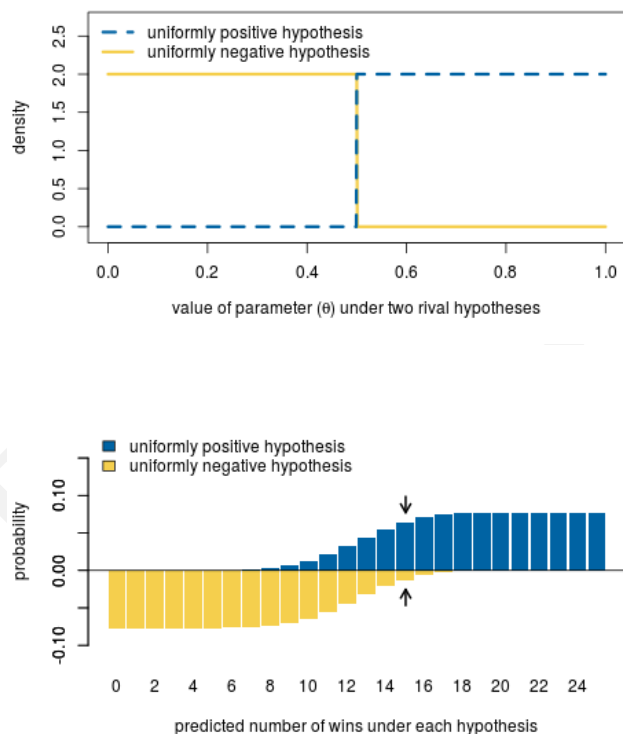 uniformly positive hypothesis
uniformly negative hypothesis
density
2.5
2.0
1.5
1.0
0.5
0.0
0.0 0.2 0.4 0.6 0.8 1.0
value of parameter (θ) under two rival hypotheses
uniformly positive hypothesis
uniformly negative hypothesis
probability
0.10
0.00
-0.10
0 2 4 6 8 10 12 14 16 18 20 22 24
predicted number of wins under each hypothesis